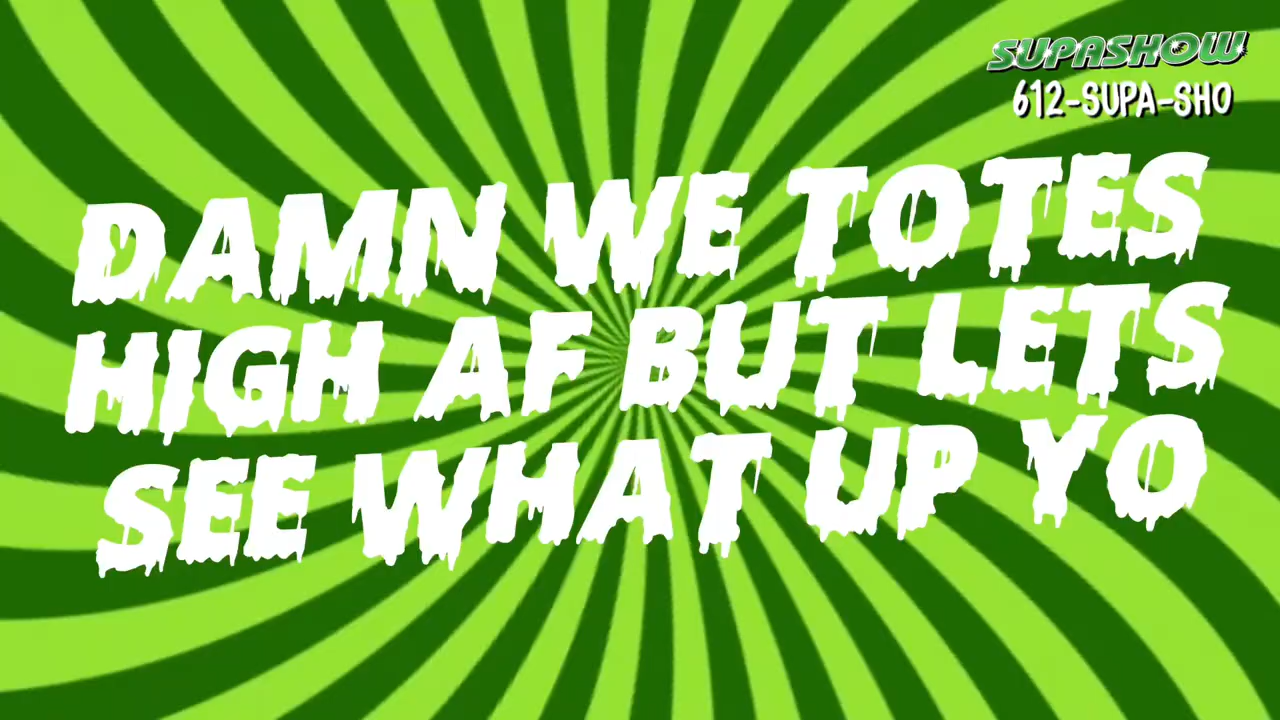 SUPASHOW
612-SUPA-SHO
DAMN WE TOTES
HIGH AF BUT LETS
SEE WHAT UP YO